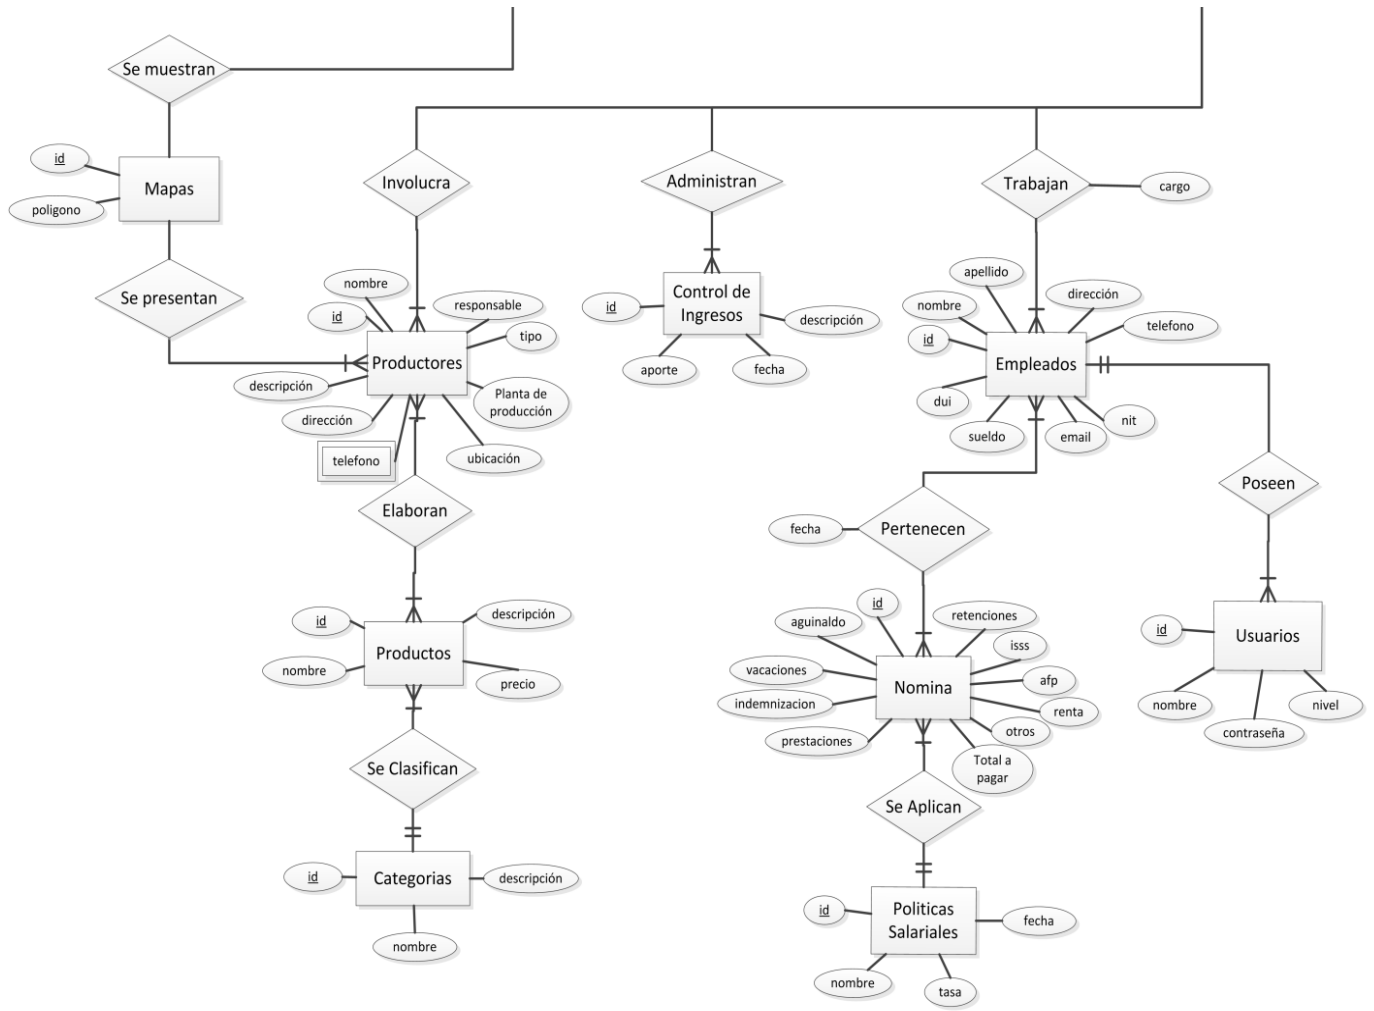 Se muestran
id
Mapas
poligono
Se presentan
Involucra
Administran
Trabajan
cargo
nombre
responsable
id
tipo
Productores
descripción
Planta de
producción
dirección
telefono
ubicación
Elaboran
id
descripción
Productos
nombre
precio
Se Clasifican
id
Categorias
descripción
nombre
Control de
Ingresos
id
descripción
aporte
fecha
apellido
nombre
dirección
id
telefono
Empleados
dui
sueldo
email
nit
Poseen
fecha
Pertenecen
id
retenciones
aguinaldo
isss
vacaciones
afp
Nomina
indemnizacion
renta
prestaciones
otros
Total a
pagar
Se Aplican
id
Politicas
Salariales
fecha
nombre
tasa
id
Usuarios
nombre
nivel
contraseña